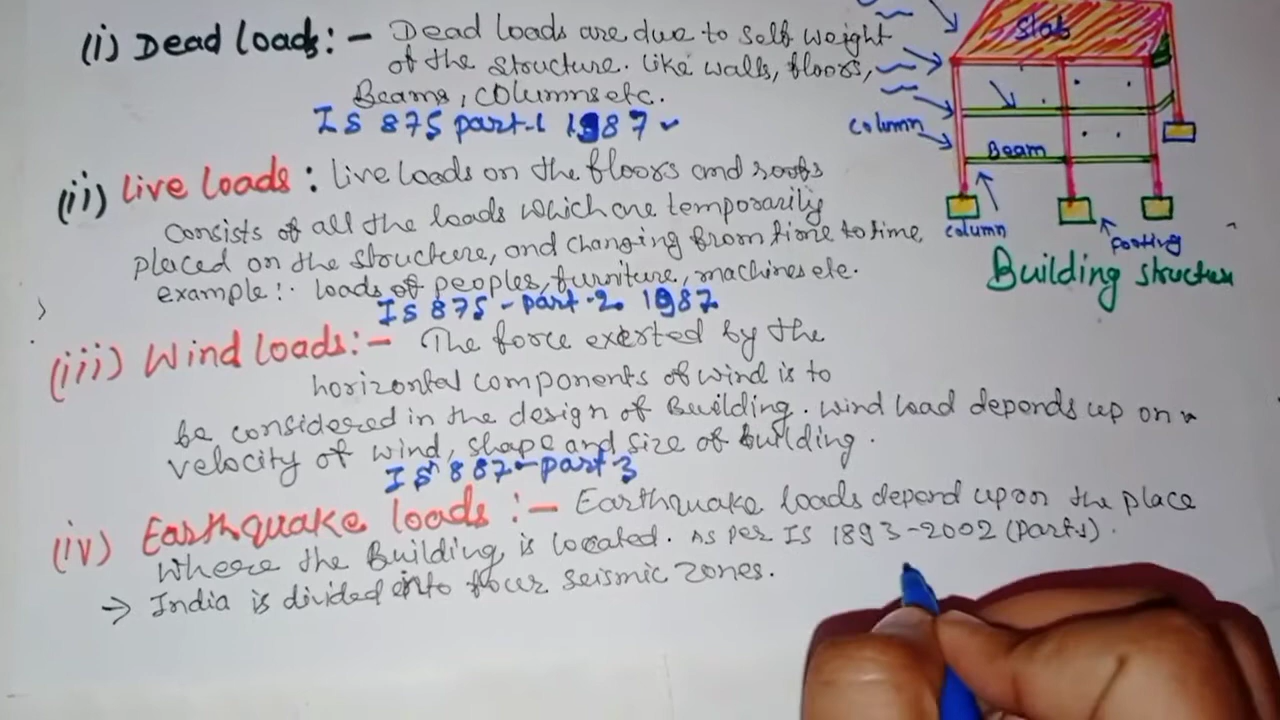 (i) Dead loads:- Dead loads are due to self weight
of the structure. Like walls, floors,
Beams, columns etc.
IS 875 part-1 1987
(ii) Live loads: live loads on the floors and roofs
Consists of all the loads which are temporarily
placed on the structure, and changing from time to time,
example:- loads of peoples, furniture, machines etc.
IS 875-part-2 1987
(iii) Wind loads:- The force exerted by the
horizontal components of wind is to
be considered in the design of Building. wind load depends up on
velocity of wind, shape and size of building.
IS 887-part 3
(iv) Earthquake loads:- Earthquake loads depend upon the place
where the Building is located. As per IS 1893-2002 (Part1).
→ India is divided into four seismic zones.
Slab
column
Beam
column
footing
Building structure